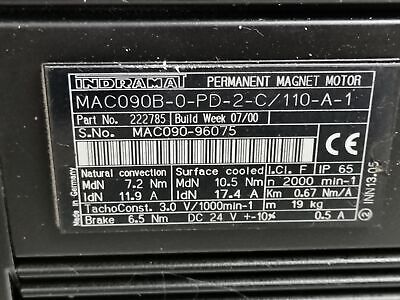 INDRAMAT PERMANENT MAGNET MOTOR
MAC090B-0-PD-2-C/110-A-1
Part No. 222785 Build Week 07/00
S.No. MAC090-96075
CE
Natural convection Surface cooled I.Cl. F IP 65
MdN 7.2 Nm MdN 10.5 Nm n 2000 min-1
IdN 11.9 A IdN 17.4 A Km 0.67 Nm/A
TachoConst. 3.0 V/1000min-1 m 19 kg
Brake 6.5 Nm DC 24 V +-10% 0.5 A
Made in Germany
2 INN13.05